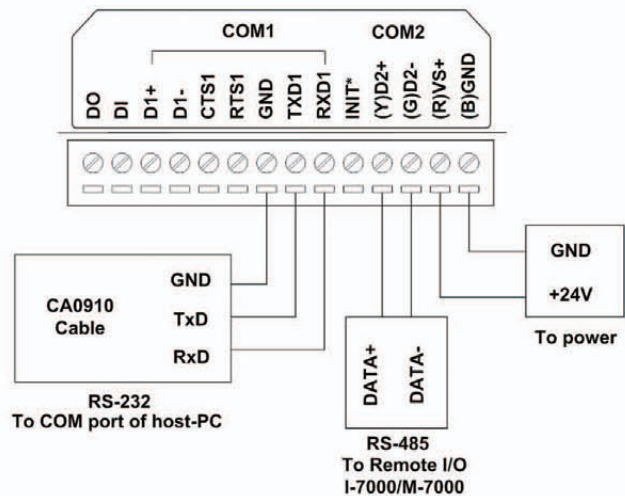 COM1
COM2
DO
DI
D1+
D1-
CTS1
RTS1
GND
TXD1
RXD1
INIT*
(Y)D2+
(G)D2-
(R)VS+
(B)GND
CA0910
Cable
GND
TxD
RxD
RS-232
To COM port of host-PC
DATA+
DATA-
RS-485
To Remote I/O
I-7000/M-7000
GND
+24V
To power